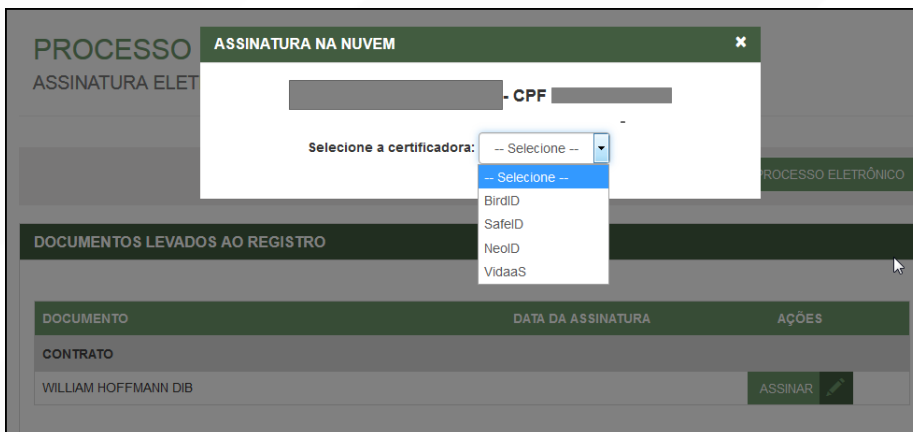 PROCESSO
ASSINATURA ELET
ASSINATURA NA NUVEM ×
- CPF
-
Selecione a certificadora: -- Selecione --
-- Selecione --
BirdID
SafeID
NeoID
VidaaS
PROCESSO ELETRÔNICO
DOCUMENTOS LEVADOS AO REGISTRO
DOCUMENTO DATA DA ASSINATURA AÇÕES
CONTRATO
WILLIAM HOFFMANN DIB ASSINAR